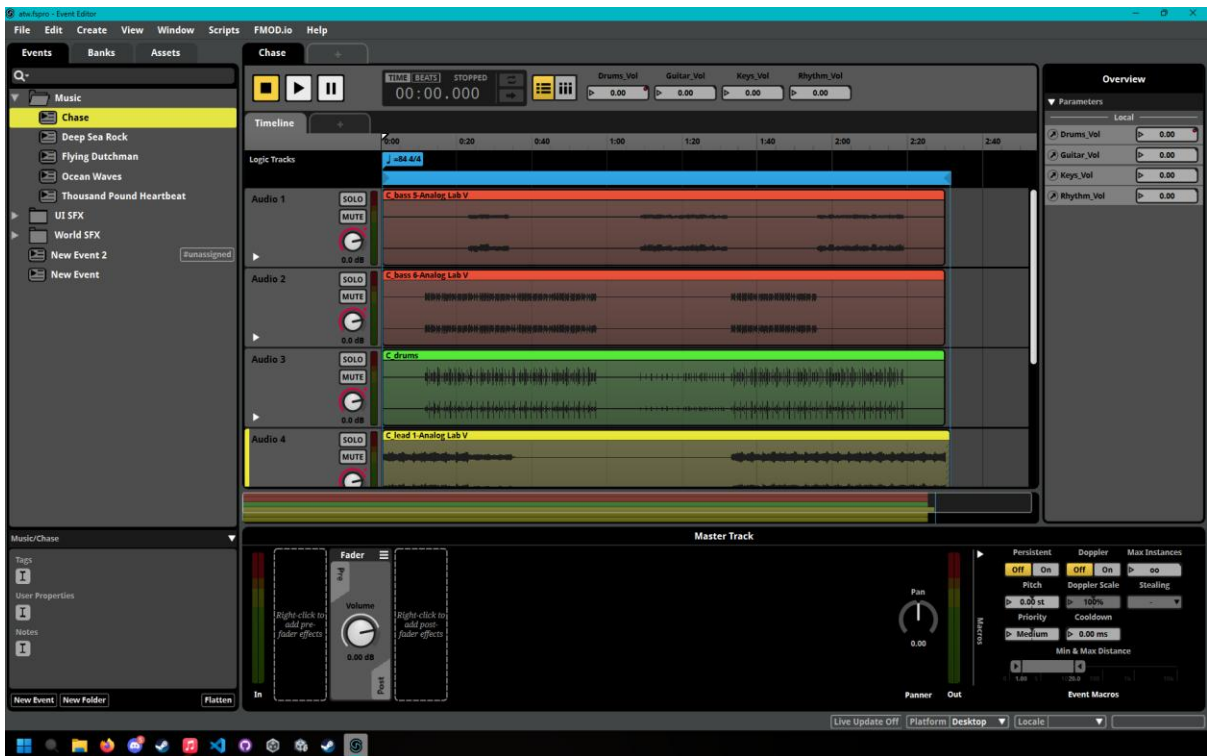 atw.fspro - Event Editor
File Edit Create View Window Scripts FMOD.io Help
Events Banks Assets
Music
Chase
Deep Sea Rock
Flying Dutchman
Ocean Waves
Thousand Pound Heartbeat
UI SFX
World SFX
New Event 2 #unassigned
New Event
Music/Chase
Tags
User Properties
Notes
New Event New Folder Flatten
Chase +
TIME BEATS STOPPED
00:00.000
Drums_Vol Guitar_Vol Keys_Vol Rhythm_Vol
0.00 0.00 0.00 0.00
Timeline +
0:00 0:20 0:40 1:00 1:20 1:40 2:00 2:20 2:40
Logic Tracks
♩ =84 4/4
Audio 1 SOLO C_bass 5-Analog Lab V
MUTE
0.0 dB
Audio 2 SOLO C_bass 6-Analog Lab V
MUTE
0.0 dB
Audio 3 SOLO C_drums
MUTE
0.0 dB
Audio 4 SOLO C_lead 1-Analog Lab V
MUTE
Overview
Parameters
Local
Drums_Vol 0.00
Guitar_Vol 0.00
Keys_Vol 0.00
Rhythm_Vol 0.00
Master Track
Fader
Pre
Volume
0.00 dB
Post
Right-click to
add pre-
fader effects
Right-click to
add post-
fader effects
In
Pan
0.00
Panner Out
Macros
Persistent Doppler Max Instances
Off On Off On oo
Pitch Doppler Scale Stealing
0.00 st 100% -
Priority Cooldown
Medium 0.00 ms
Min & Max Distance
1.00 20.0
Event Macros
Live Update Off Platform Desktop Locale